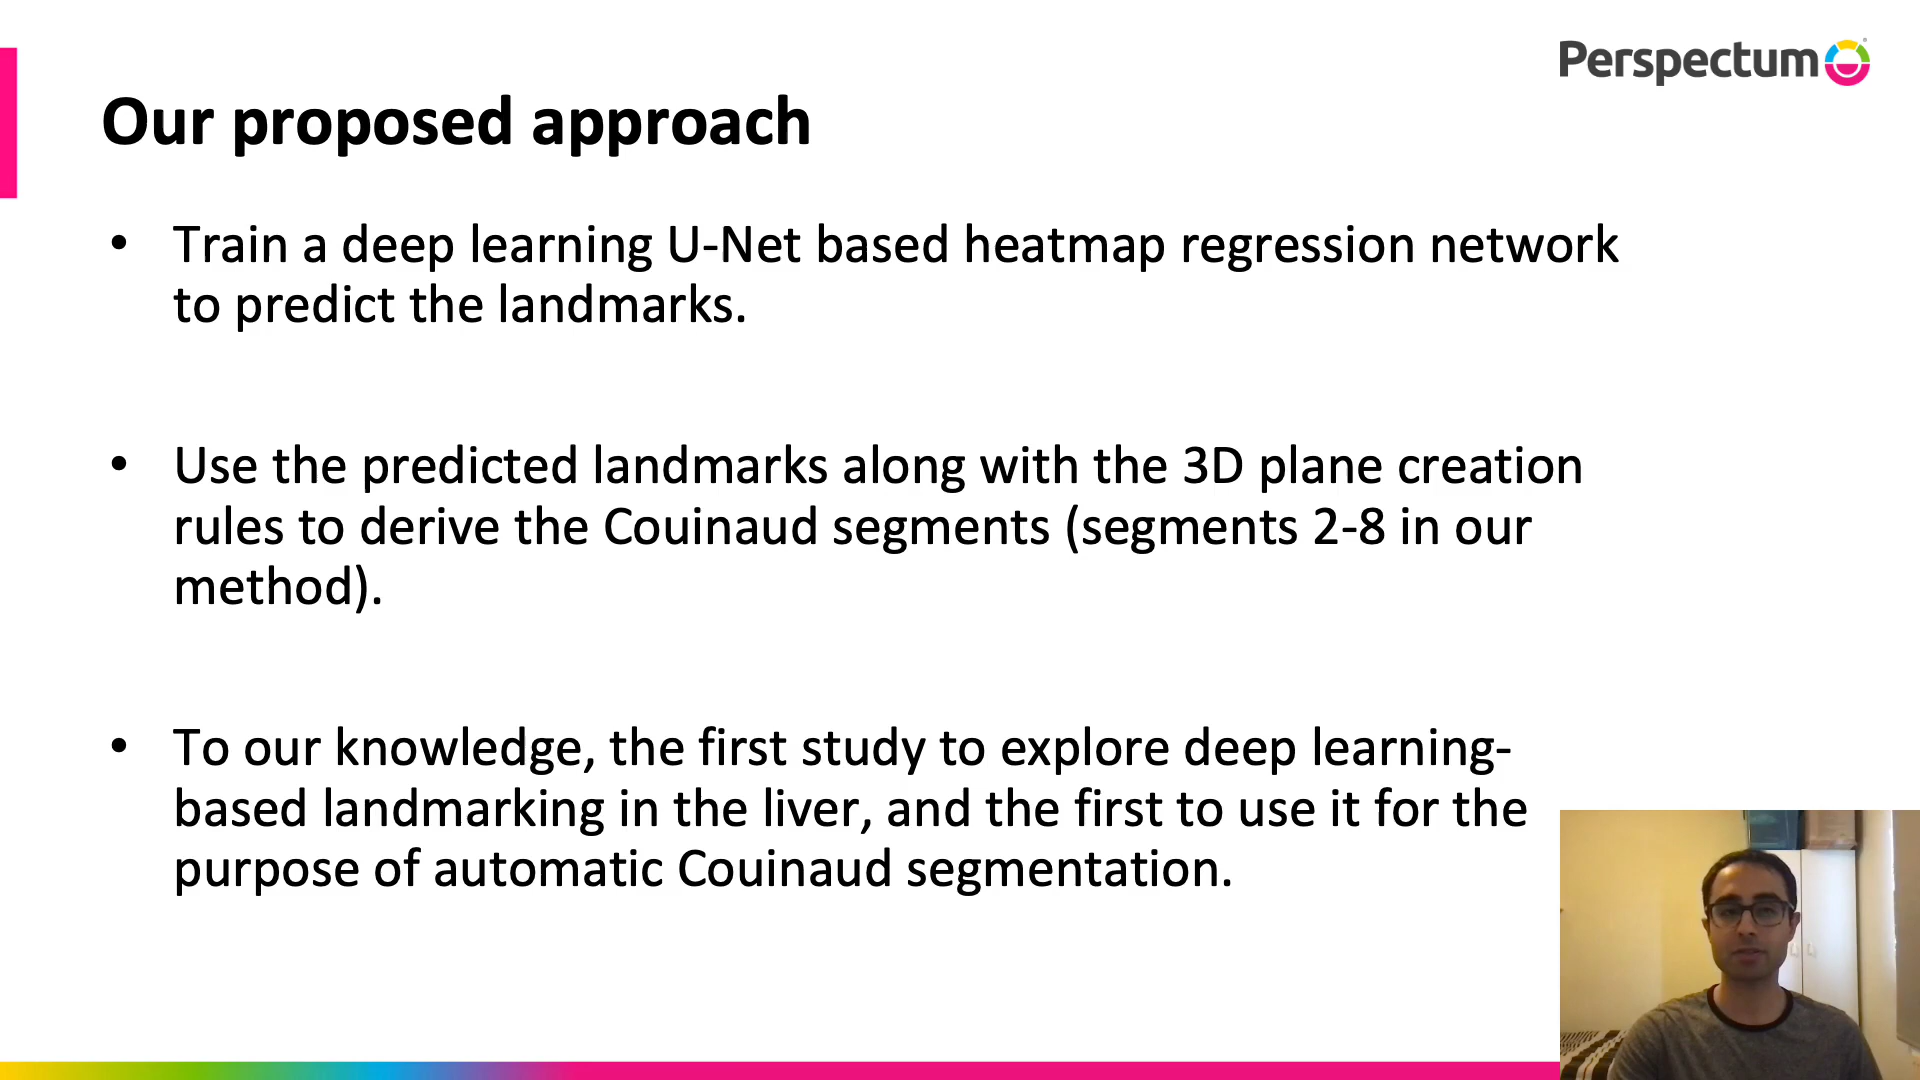 Perspectum
Our proposed approach
• Train a deep learning U-Net based heatmap regression network
to predict the landmarks.
• Use the predicted landmarks along with the 3D plane creation
rules to derive the Couinaud segments (segments 2-8 in our
method).
• To our knowledge, the first study to explore deep learning-
based landmarking in the liver, and the first to use it for the
purpose of automatic Couinaud segmentation.